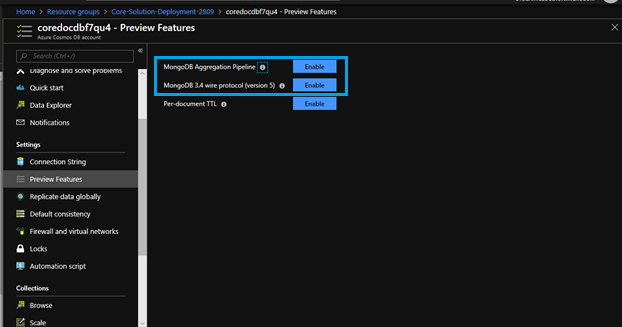 Home > Resource groups > Core-Solution-Deployment-2809 > coredocdbf7qu4 - Preview Features
coredocdbf7qu4 - Preview Features
Azure Cosmos DB account
Search (Ctrl+/)
Diagnose and solve problems
Quick start
Data Explorer
Notifications
Settings
Connection String
Preview Features
Replicate data globally
Default consistency
Firewall and virtual networks
Locks
Automation script
Collections
Browse
Scale
MongoDB Aggregation Pipeline Enable
MongoDB 3.4 wire protocol (version 5) Enable
Per-document TTL Enable